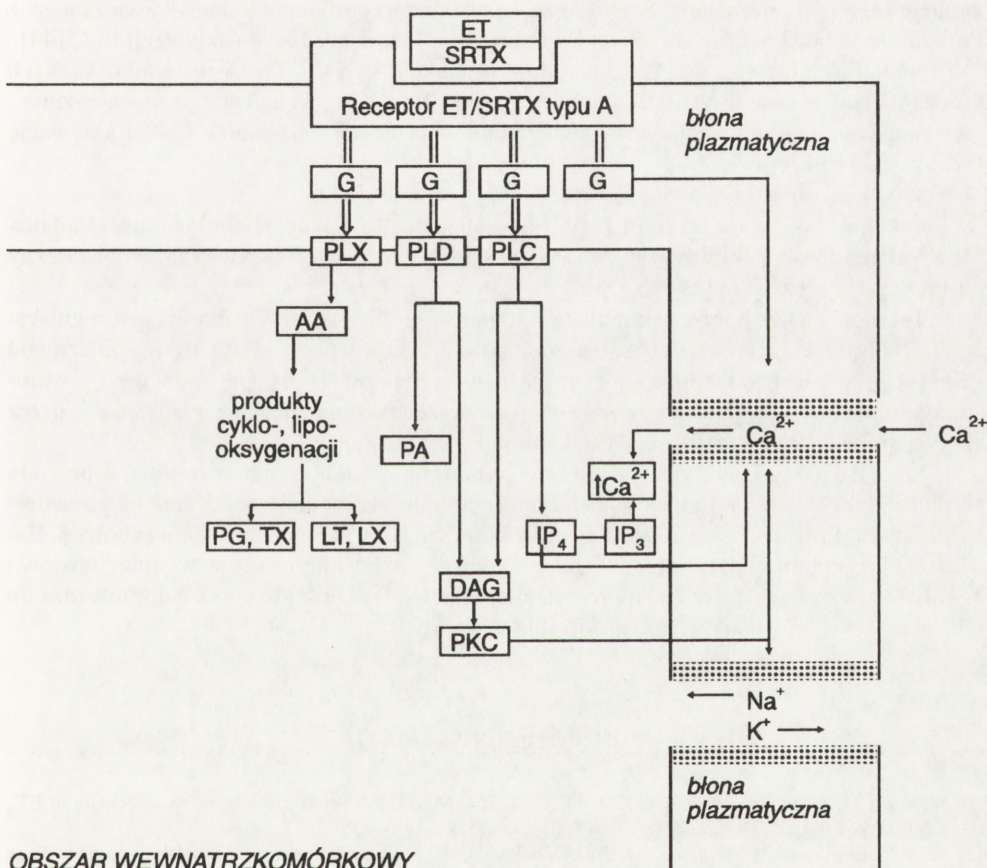 ET
SRTX
Receptor ET/SRTX typu A
błona
plazmatyczna
G G G G
PLX PLD PLC
AA
produkty
cyklo-, lipo-
oksygenacji
PA
Ca²⁺ Ca²⁺
↑Ca²⁺
PG, TX LT, LX IP₄ IP₃
DAG
PKC
Na⁺
K⁺
błona
plazmatyczna
OBSZAR WEWNĄTRZKOMÓRKOWY